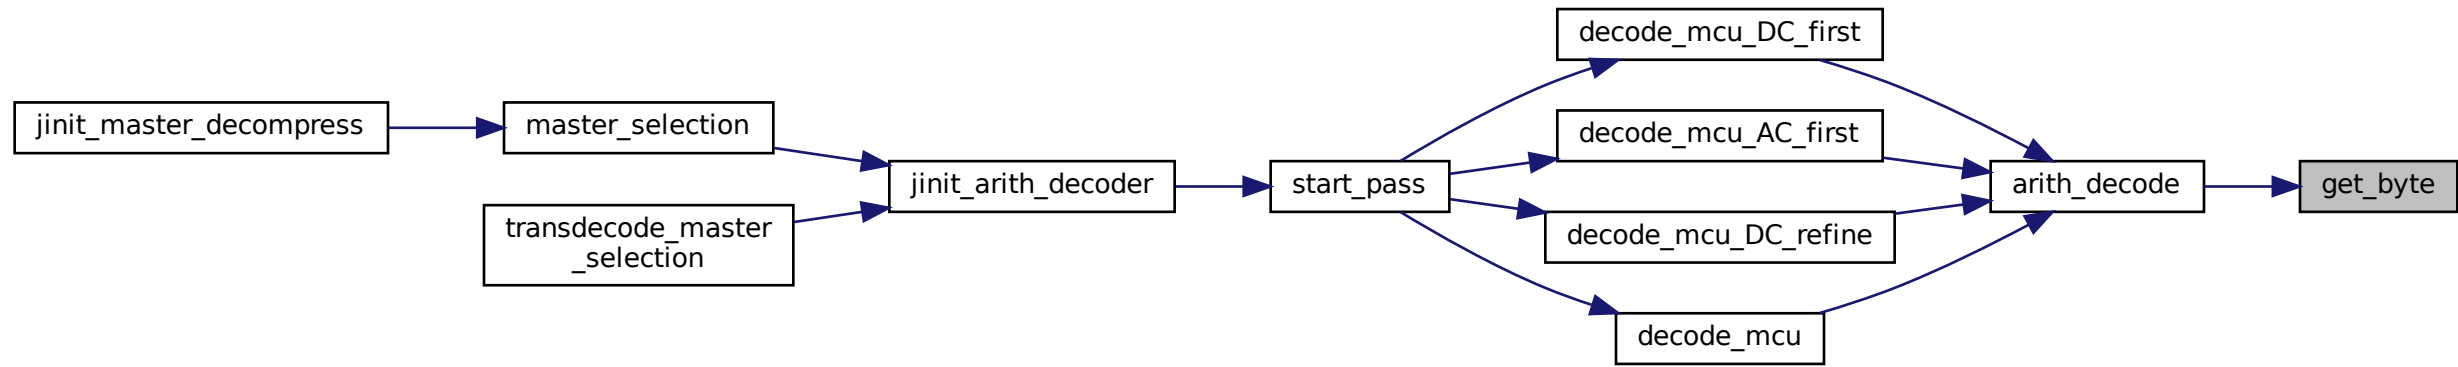 decode_mcu_DC_first
jinit_master_decompress
master_selection
decode_mcu_AC_first
jinit_arith_decoder
start_pass
arith_decode
get_byte
transdecode_master
_selection
decode_mcu_DC_refine
decode_mcu